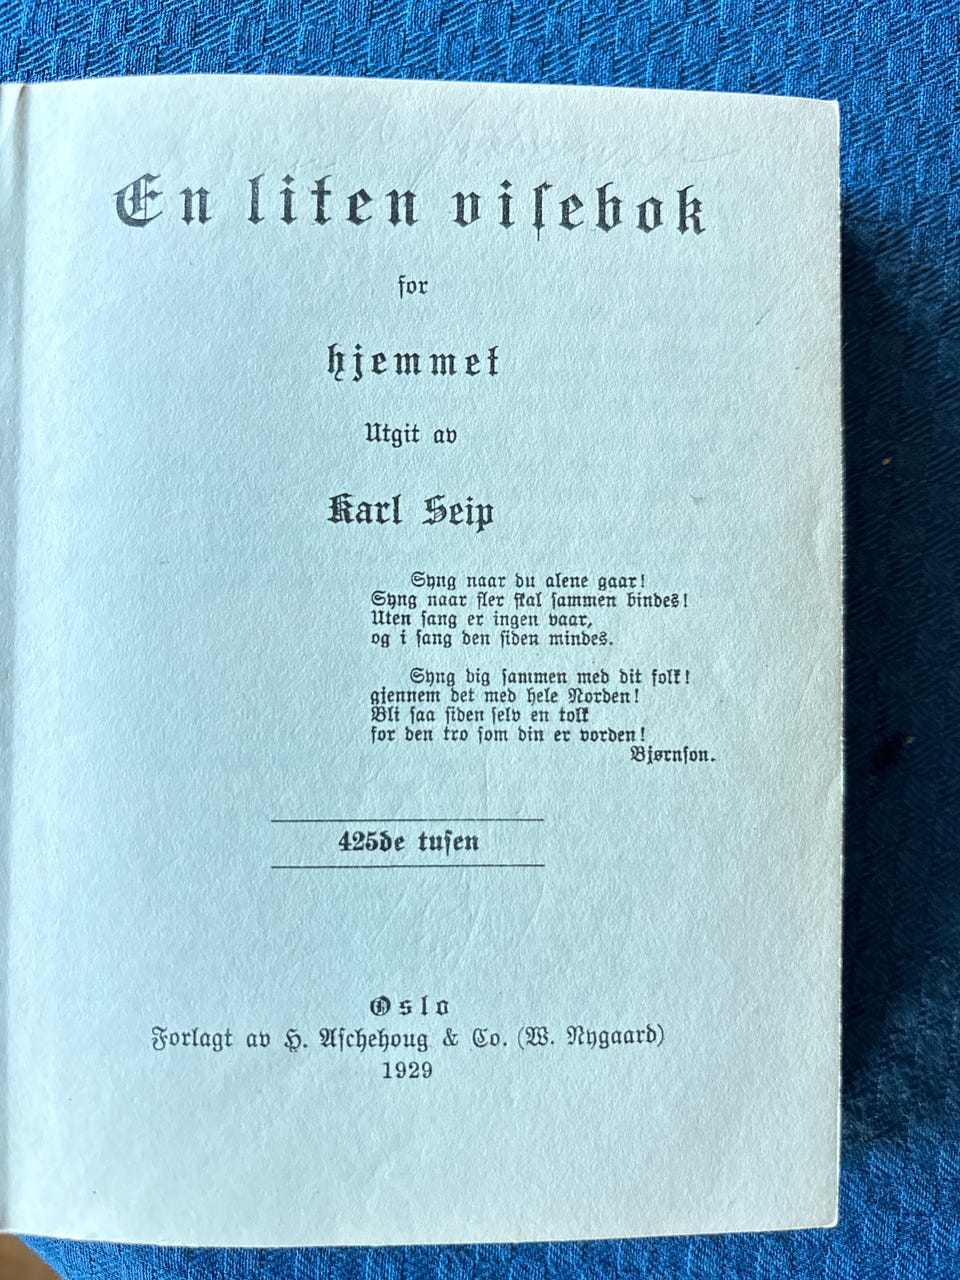 En liten visebok
for
hjemmet
Utgit av
Karl Seip
Syng naar du alene gaar!
Syng naar fler skal sammen bindes!
Uten sang er ingen vaar,
og i sang den siden mindes.
Syng dig sammen med dit folk!
gjennem det med hele Norden!
Bli saa siden selv en tolk
for den tro som din er vorden!
Bjørnson.
425de tusen
Oslo
Forlagt av H. Aschehoug & Co. (W. Nygaard)
1929